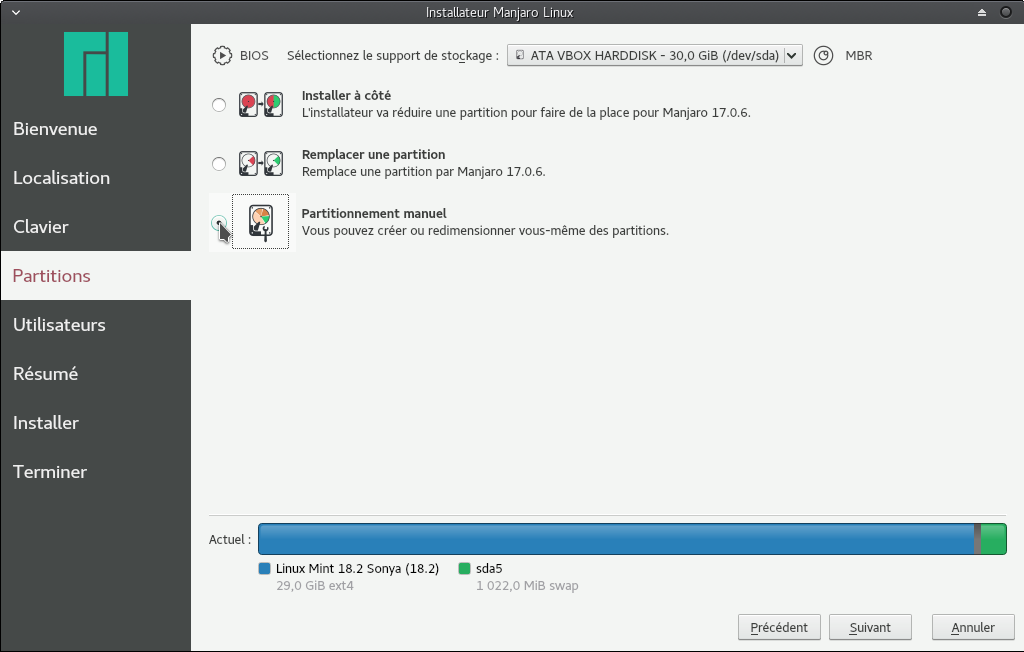 Installateur Manjaro Linux
BIOS Sélectionnez le support de stockage : ATA VBOX HARDDISK - 30,0 GiB (/dev/sda) MBR
Bienvenue
Localisation
Clavier
Partitions
Utilisateurs
Résumé
Installer
Terminer
Installer à côté
L'installateur va réduire une partition pour faire de la place pour Manjaro 17.0.6.
Remplacer une partition
Remplace une partition par Manjaro 17.0.6.
Partitionnement manuel
Vous pouvez créer ou redimensionner vous-même des partitions.
Actuel :
Linux Mint 18.2 Sonya (18.2) sda5
29,0 GiB ext4 1 022,0 MiB swap
Précédent Suivant Annuler